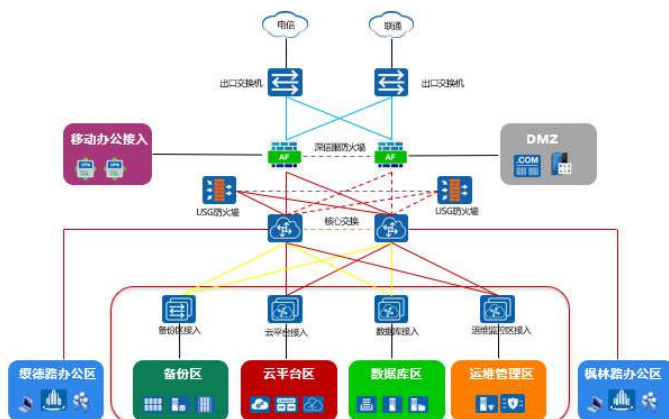 电信
联通
出口交换机
出口交换机
移动办公接入
VPN
SSL
VPN
SSL
深信服防火墙
AF
AF
DMZ
.COM
USG防火墙
USG防火墙
核心交换
备份区接入
云平台接入
数据库接入
运维监控区接入
绥德路办公区
备份区
云平台区
数据库区
运维管理区
枫林路办公区